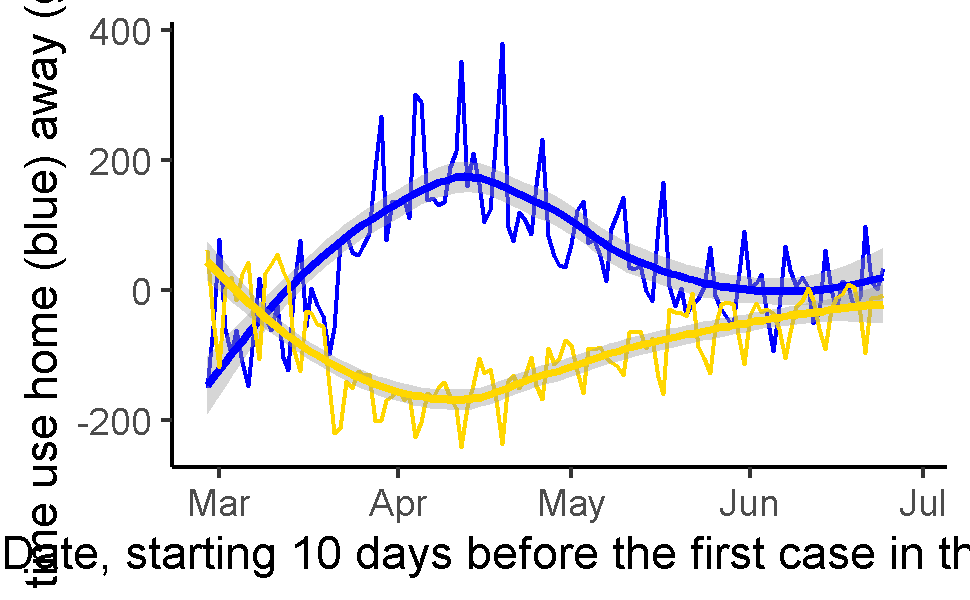 400
200
0
-200
time use home (blue) away (
Mar Apr May Jun Jul
Date, starting 10 days before the first case in th